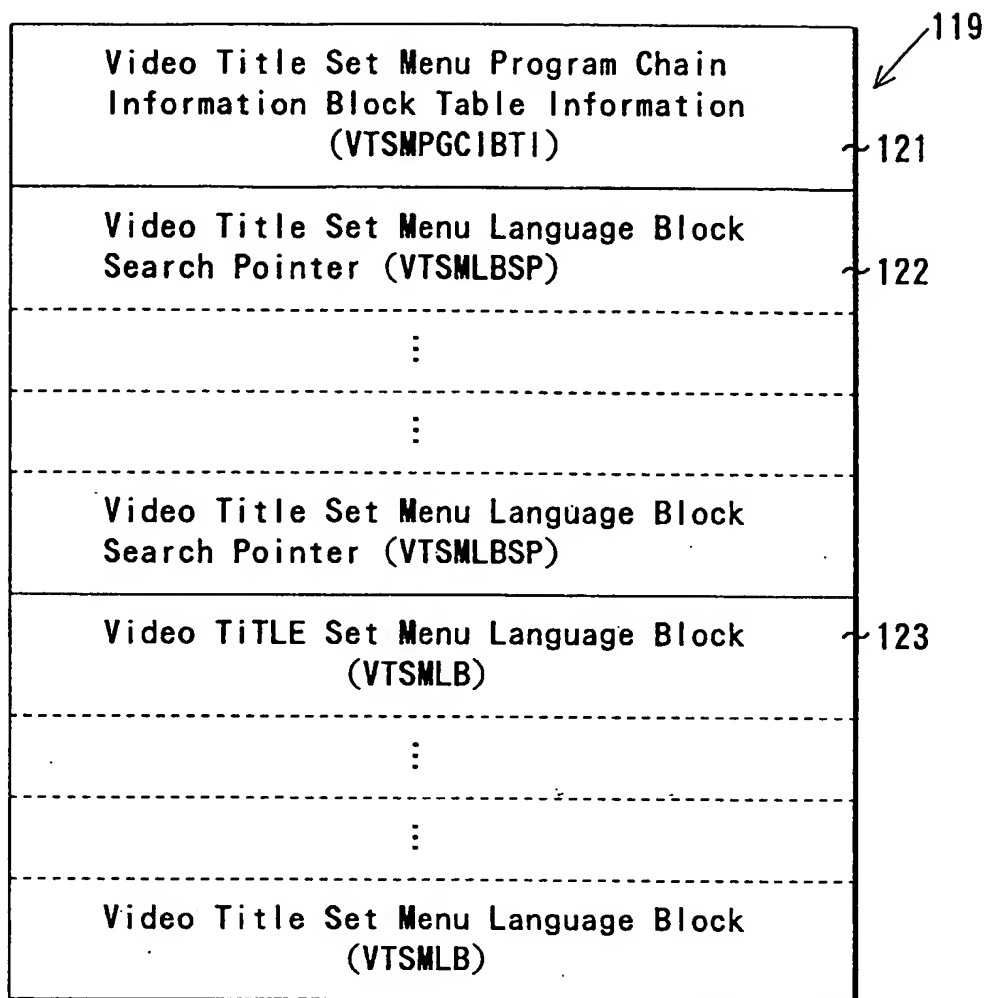 119
Video Title Set Menu Program Chain
Information Block Table Information
(VTSMPGCIBTI)
121
Video Title Set Menu Language Block
Search Pointer (VTSMLBSP)
122
⋮
⋮
Video Title Set Menu Language Block
Search Pointer (VTSMLBSP)
Video TiTLE Set Menu Language Block
(VTSMLB)
123
⋮
⋮
Video Title Set Menu Language Block
(VTSMLB)